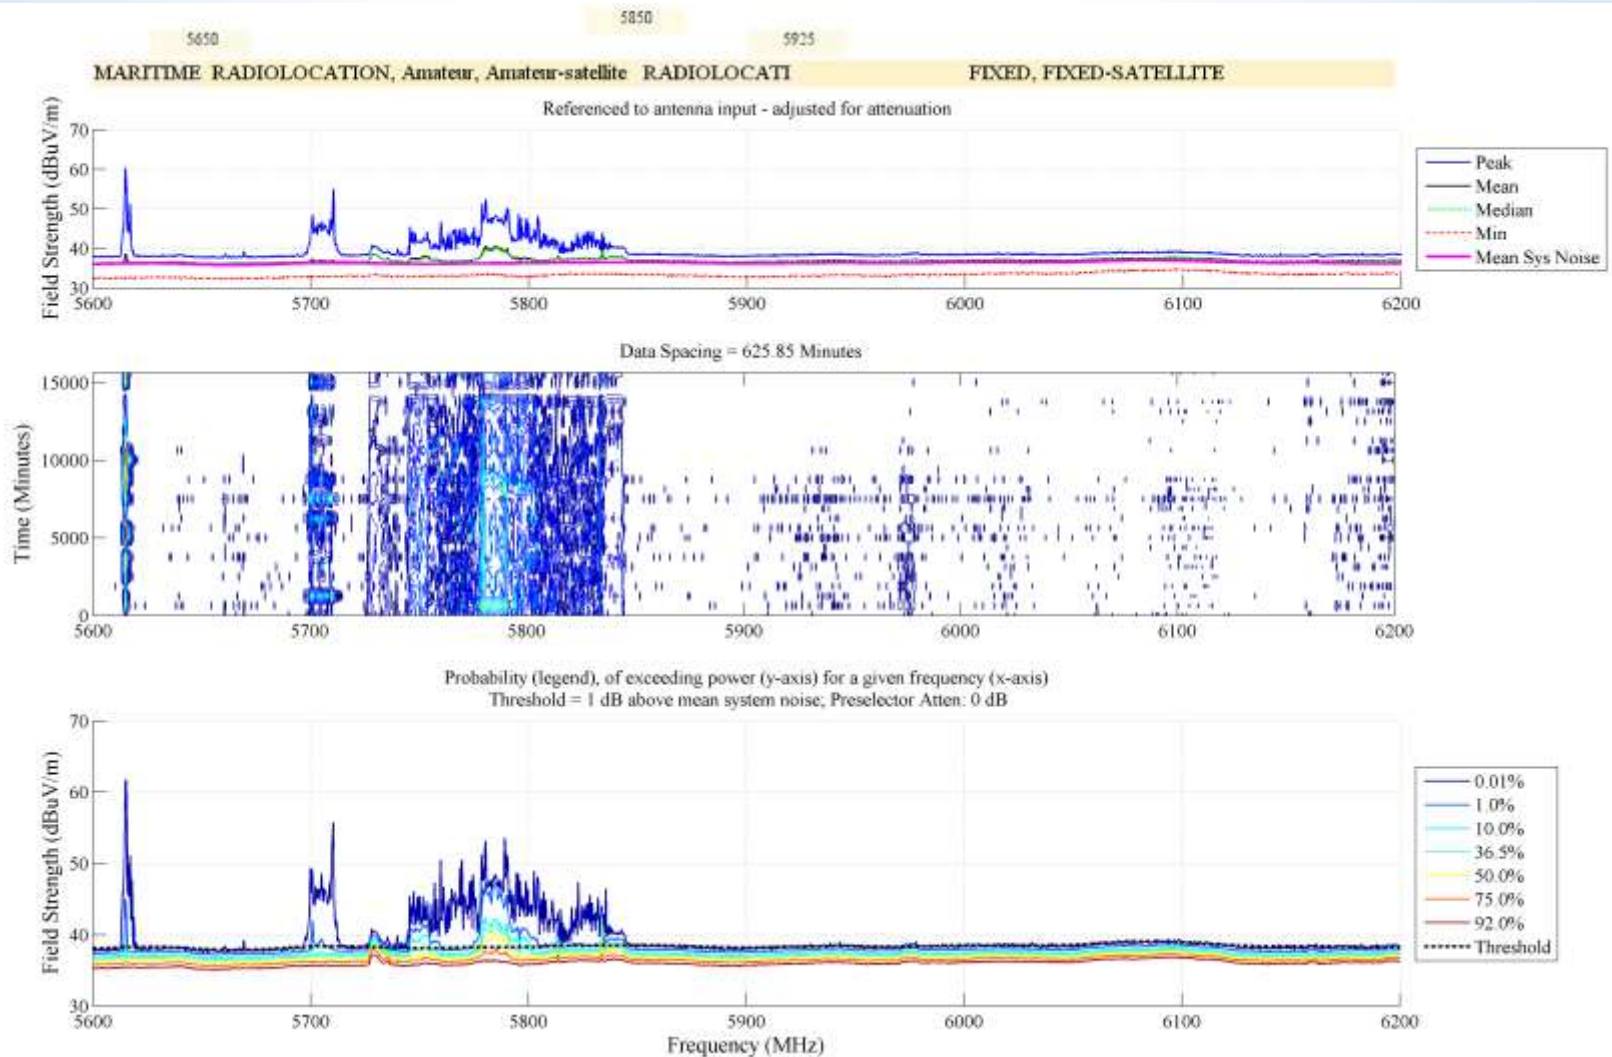 5850
5650
5925
MARITIME RADIOLOCATION, Amateur, Amateur-satellite RADIOLOCATI FIXED, FIXED-SATELLITE
Referenced to antenna input - adjusted for attenuation
Field Strength (dBuV/m)
70
60
50
40
30
5600 5700 5800 5900 6000 6100 6200
Peak
Mean
Median
Min
Mean Sys Noise
Data Spacing = 625.85 Minutes
Time (Minutes)
15000
10000
5000
0
5600 5700 5800 5900 6000 6100 6200
Probability (legend), of exceeding power (y-axis) for a given frequency (x-axis)
Threshold = 1 dB above mean system noise; Preselector Atten: 0 dB
Field Strength (dBuV/m)
70
60
50
40
30
5600 5700 5800 5900 6000 6100 6200
Frequency (MHz)
0.01%
1.0%
10.0%
36.5%
50.0%
75.0%
92.0%
Threshold